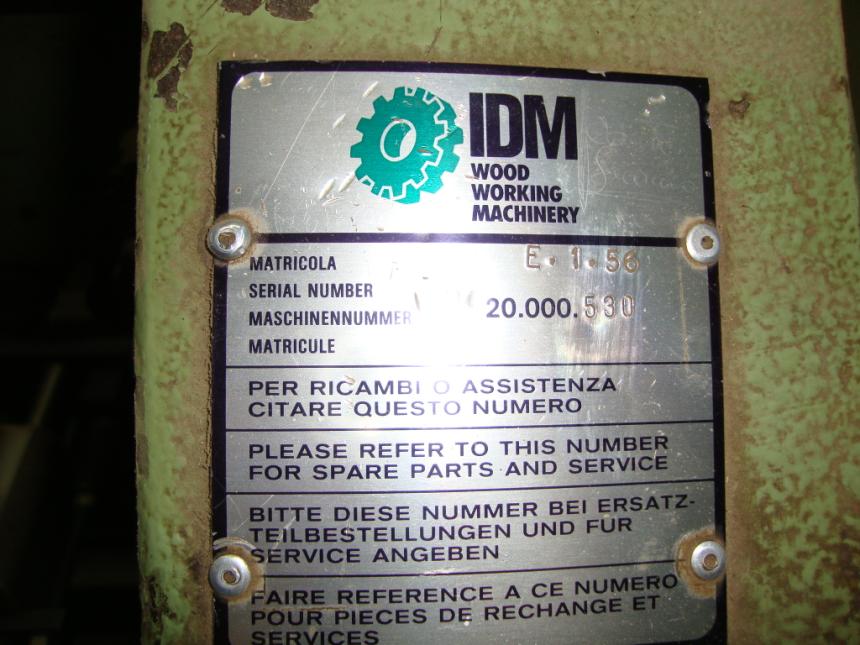 IDM
WOOD
WORKING
MACHINERY
MATRICOLA
E.1.56
SERIAL NUMBER
MASCHINENNUMMER
20.000.530
MATRICULE
PER RICAMBI O ASSISTENZA
CITARE QUESTO NUMERO
PLEASE REFER TO THIS NUMBER
FOR SPARE PARTS AND SERVICE
BITTE DIESE NUMMER BEI ERSATZ-
TEILBESTELLUNGEN UND FUR
SERVICE ANGEBEN
FAIRE REFERENCE A CE NUMERO
POUR PIECES DE RECHANGE ET
SERVICES